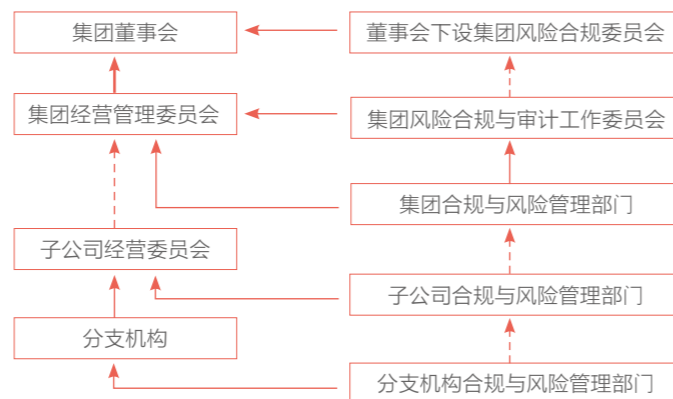 集团董事会
董事会下设集团风险合规委员会
集团经营管理委员会
集团风险合规与审计工作委员会
集团合规与风险管理部门
子公司经营委员会
子公司合规与风险管理部门
分支机构
分支机构合规与风险管理部门